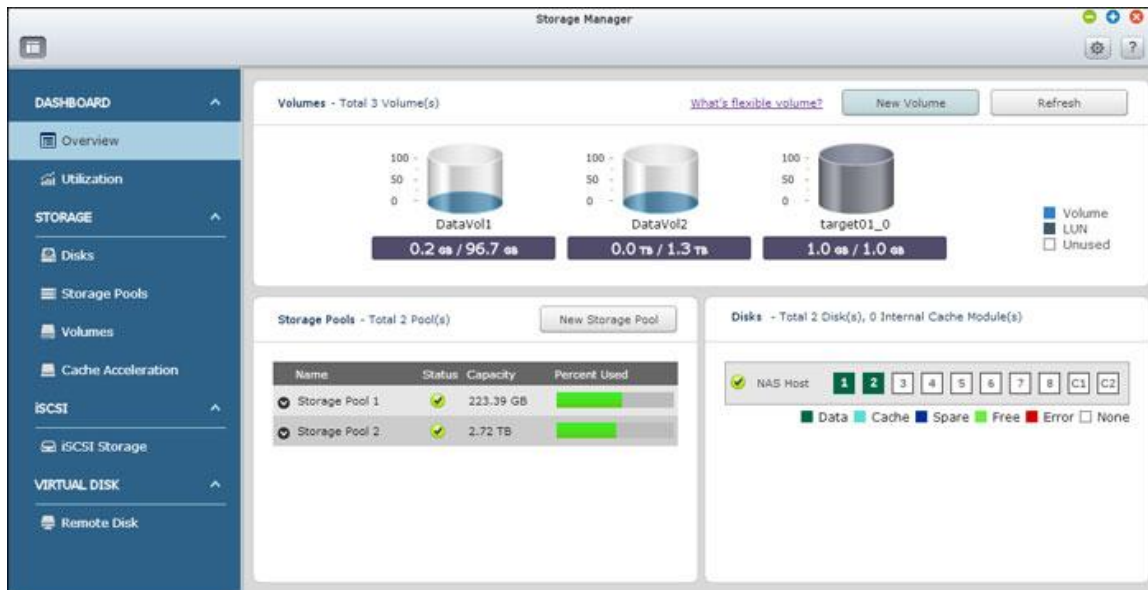 Storage Manager
?
DASHBOARD
Overview
Utilization
STORAGE
Disks
Storage Pools
Volumes
Cache Acceleration
iSCSI
iSCSI Storage
VIRTUAL DISK
Remote Disk
Volumes - Total 3 Volume(s)
What's flexible volume?
New Volume
Refresh
100 -
50 -
0 -
DataVol1
0.2 GB / 96.7 GB
100 -
50 -
0 -
DataVol2
0.0 TB / 1.3 TB
100 -
50 -
0 -
target01_0
1.0 GB / 1.0 GB
Volume
LUN
Unused
Storage Pools - Total 2 Pool(s)
New Storage Pool
Name Status Capacity Percent Used
Storage Pool 1 223.39 GB
Storage Pool 2 2.72 TB
Disks - Total 2 Disk(s), 0 Internal Cache Module(s)
NAS Host 1 2 3 4 5 6 7 8 C1 C2
Data Cache Spare Free Error None